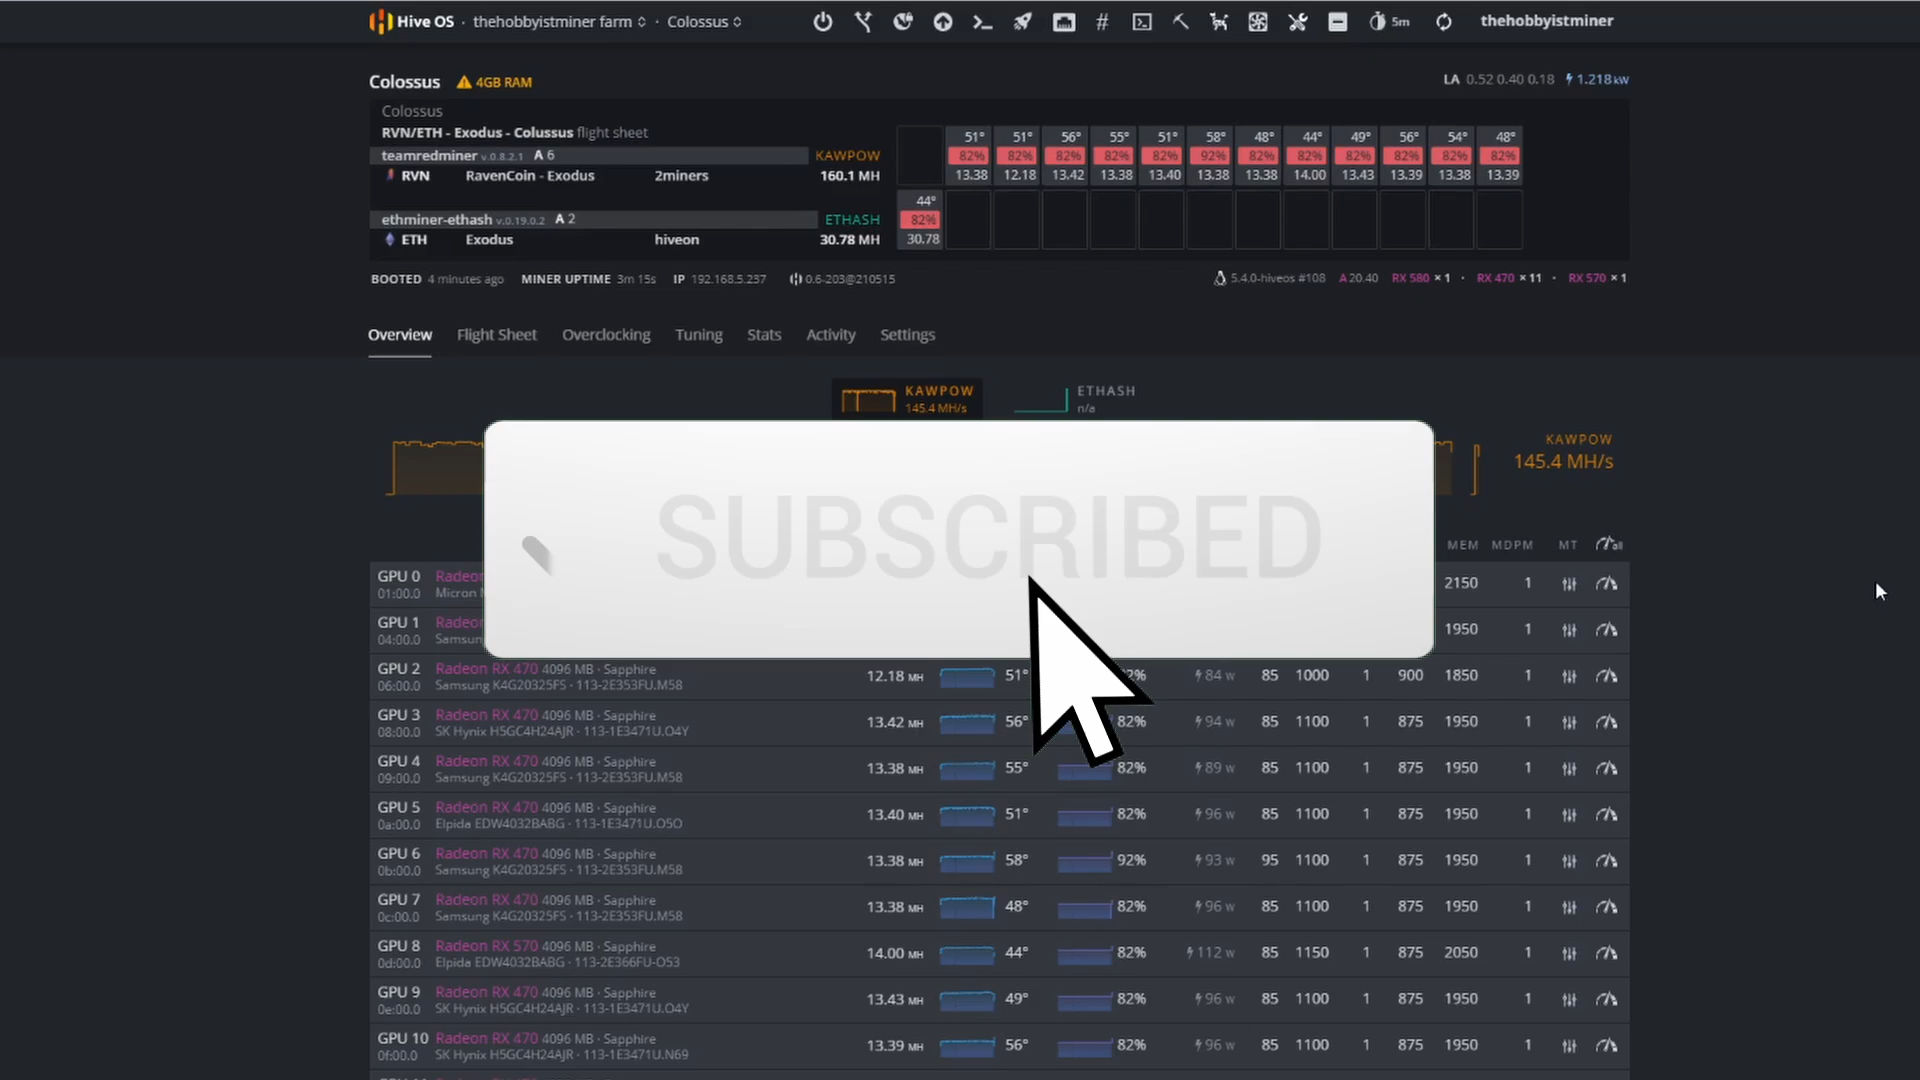 Hive OS · thehobbyistminer farm · Colossus # 5m thehobbyistminer
Colossus 4GB RAM LA 0.52 0.40 0.18 1.218 kW
Colossus
RVN/ETH - Exodus - Colussus flight sheet
51° 51° 56° 55° 51° 58° 48° 44° 49° 56° 54° 48°
teamredminer v.0.8.2.1 A 6 KAWPOW 82% 82% 82% 82% 82% 92% 82% 82% 82% 82% 82% 82%
RVN RavenCoin - Exodus 2miners 160.1 MH 13.38 12.18 13.42 13.38 13.40 13.38 13.38 14.00 13.43 13.39 13.38 13.39
44°
ethminer-ethash v.0.19.0.2 A 2 ETHASH 82%
ETH Exodus hiveon 30.78 MH 30.78
BOOTED 4 minutes ago MINER UPTIME 3m 15s IP 192.168.5.237 0.6-203@210515 5.4.0-hiveos #108 A 20.40 RX 580 × 1 · RX 470 × 11 · RX 570 × 1
Overview Flight Sheet Overclocking Tuning Stats Activity Settings
KAWPOW 145.4 MH/s ETHASH n/a
KAWPOW
145.4 MH/s
SUBSCRIBED
MEM MDPM MT all
GPU 0 Radeo 2150 1
01:00.0 Micron
GPU 1 Radeo 1950 1
04:00.0 Samsun
GPU 2 Radeon RX 470 4096 MB · Sapphire 12.18 MH 51° 84 w 85 1000 1 900 1850 1
06:00.0 Samsung K4G20325FS · 113-2E353FU.M58
GPU 3 Radeon RX 470 4096 MB · Sapphire 13.42 MH 56° 82% 94 w 85 1100 1 875 1950 1
08:00.0 SK Hynix H5GC4H24AJR · 113-1E3471U.O4Y
GPU 4 Radeon RX 470 4096 MB · Sapphire 13.38 MH 55° 82% 89 w 85 1100 1 875 1950 1
09:00.0 Samsung K4G20325FS · 113-2E353FU.M58
GPU 5 Radeon RX 470 4096 MB · Sapphire 13.40 MH 51° 82% 96 w 85 1100 1 875 1950 1
0a:00.0 Elpida EDW4032BABG · 113-1E3471U.O5O
GPU 6 Radeon RX 470 4096 MB · Sapphire 13.38 MH 58° 92% 93 w 95 1100 1 875 1950 1
0b:00.0 Samsung K4G20325FS · 113-2E353FU.M58
GPU 7 Radeon RX 470 4096 MB · Sapphire 13.38 MH 48° 82% 96 w 85 1100 1 875 1950 1
0c:00.0 Samsung K4G20325FS · 113-2E353FU.M58
GPU 8 Radeon RX 570 4096 MB · Sapphire 14.00 MH 44° 82% 112 w 85 1150 1 875 2050 1
0d:00.0 Elpida EDW4032BABG · 113-2E366FU-O53
GPU 9 Radeon RX 470 4096 MB · Sapphire 13.43 MH 49° 82% 96 w 85 1100 1 875 1950 1
0e:00.0 SK Hynix H5GC4H24AJR · 113-1E3471U.O4Y
GPU 10 Radeon RX 470 4096 MB · Sapphire 13.39 MH 56° 82% 96 w 85 1100 1 875 1950 1
0f:00.0 SK Hynix H5GC4H24AJR · 113-1E3471U.N69